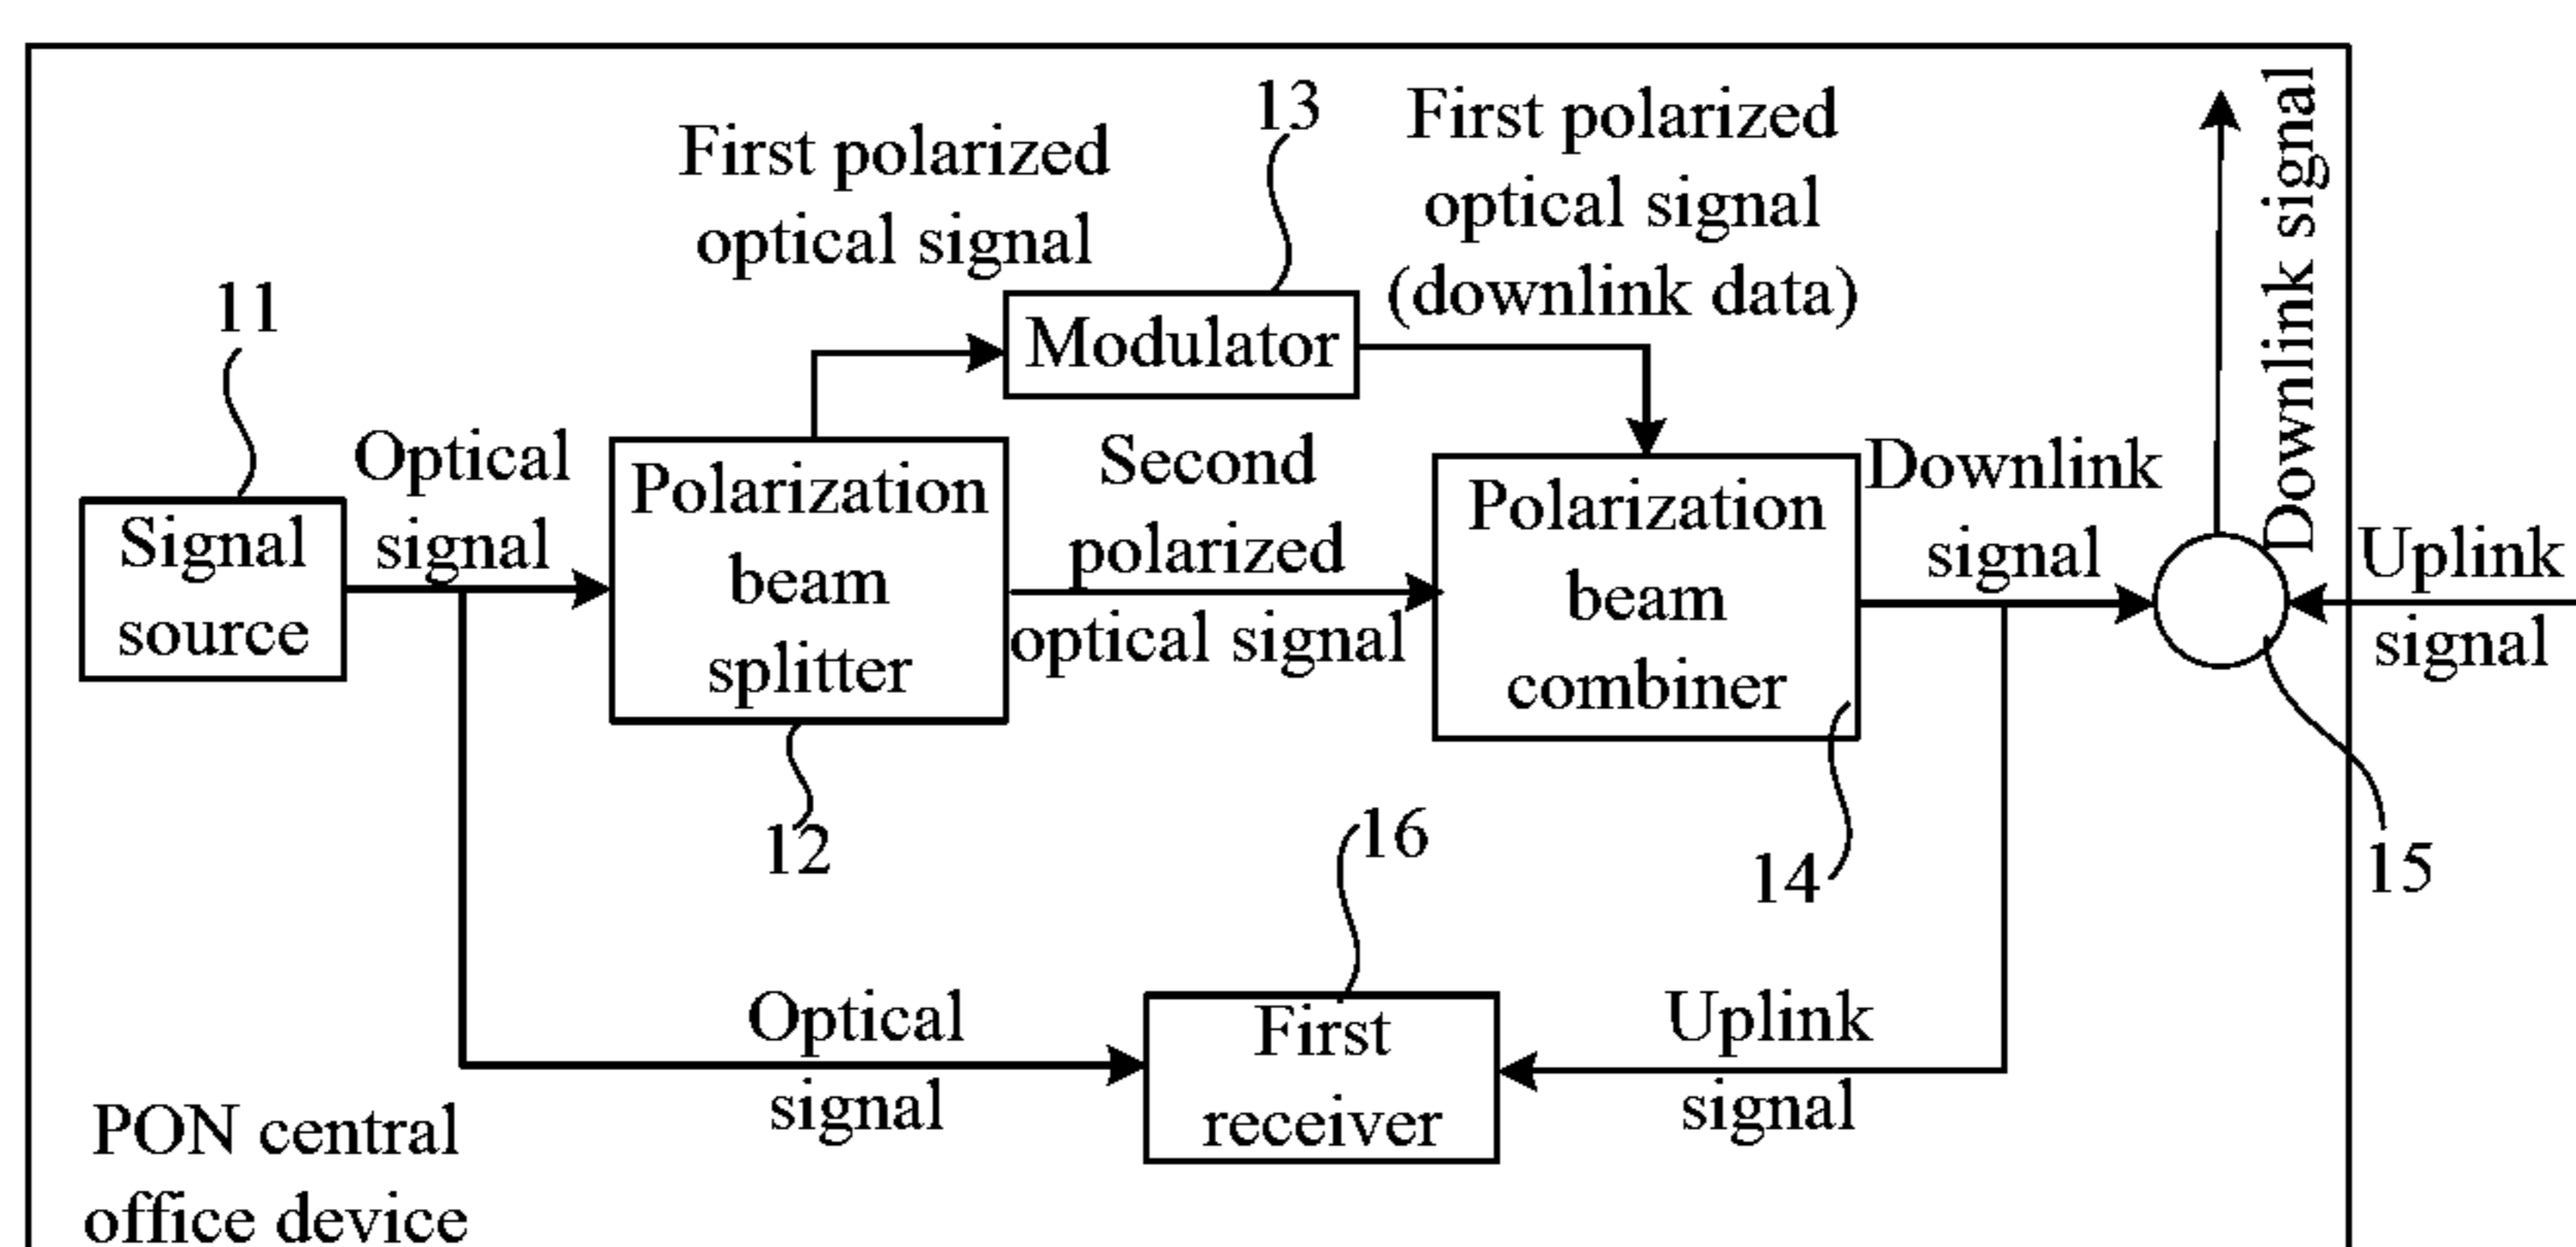 13
First polarized
optical signal
First polarized
optical signal
(downlink data)
Downlink signal
11
Modulator
Optical
signal
Signal
source
Polarization
beam
splitter
Second
polarized
optical signal
Polarization
beam
combiner
Downlink
signal
Uplink
signal
12
16
14
15
Optical
signal
First
receiver
Uplink
signal
PON central
office device